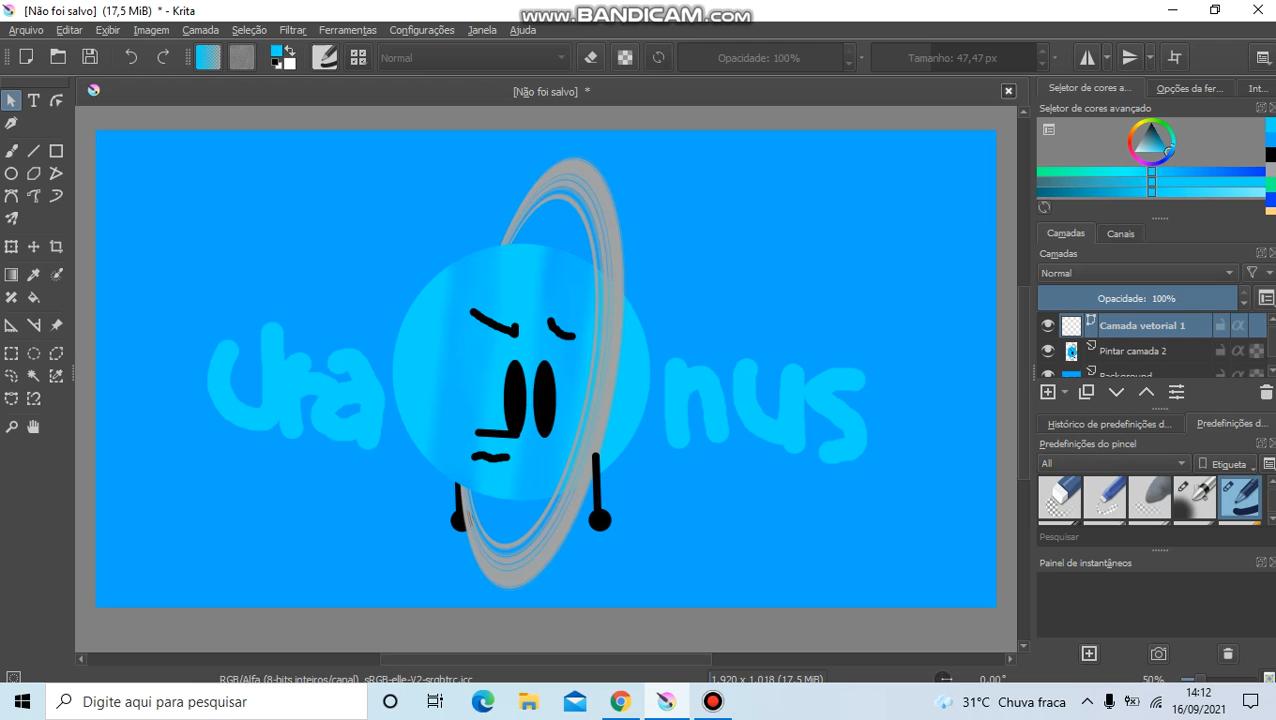 [Não foi salvo] (17,5 MiB) * - Krita
www.BANDICAM.com
Arquivo Editar Exibir Imagem Camada Seleção Filtrar Ferramentas Configurações Janela Ajuda
Normal Opacidade: 100% Tamanho: 47,47 px
[Não foi salvo] *
Seletor de cores a... Opções da fer... Int...
Seletor de cores avançado
Camadas Canais
Camadas
Normal
Opacidade: 100%
Camada vetorial 1
Pintar camada 2
Background
Ura nus
Histórico de predefinições d... Predefinições d...
Predefinições do pincel
All Etiqueta
Pesquisar
Painel de instantâneos
RGB/Alfa (8-bits inteiros/canal) sRGB-elle-V2-srgbtrc.icc 1.920 x 1.018 (17,5 MiB) 0,00° 50%
Digite aqui para pesquisar 31°C Chuva fraca 14:12
16/09/2021